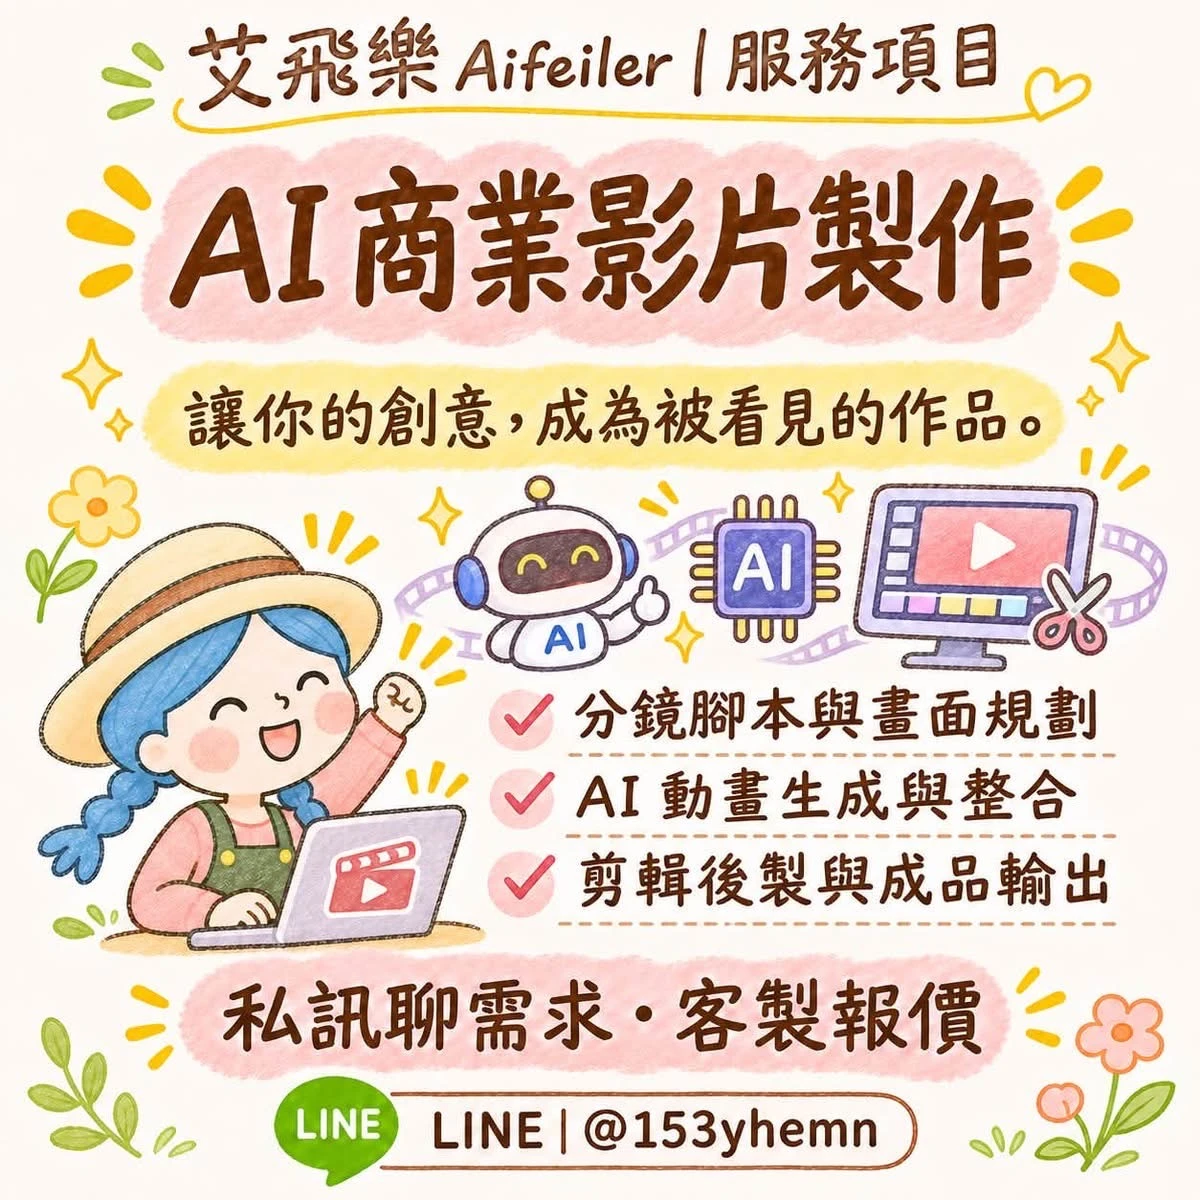 艾飛樂 Aifeiler | 服務項目
AI 商業影片製作
讓你的創意，成為被看見的作品。
AI
AI
分鏡腳本與畫面規劃
AI 動畫生成與整合
剪輯後製與成品輸出
私訊聊需求・客製報價
LINE
LINE | @153yhemn